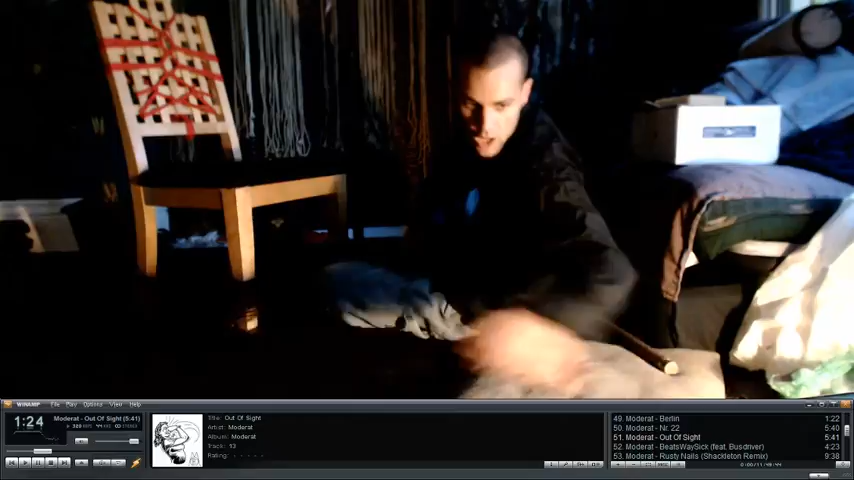 WINAMP File Play Options View Help
1:24
Moderat - Out Of Sight (5:41)
Title: Out Of Sight
Artist: Moderat
Album: Moderat
Track: 13
Rating:
49. Moderat - Berlin 1:22
50. Moderat - Nr. 22 5:40
51. Moderat - Out Of Sight 5:41
52. Moderat - BeatsWaySick (feat. Busdriver) 4:23
53. Moderat - Rusty Nails (Shackleton Remix) 9:38